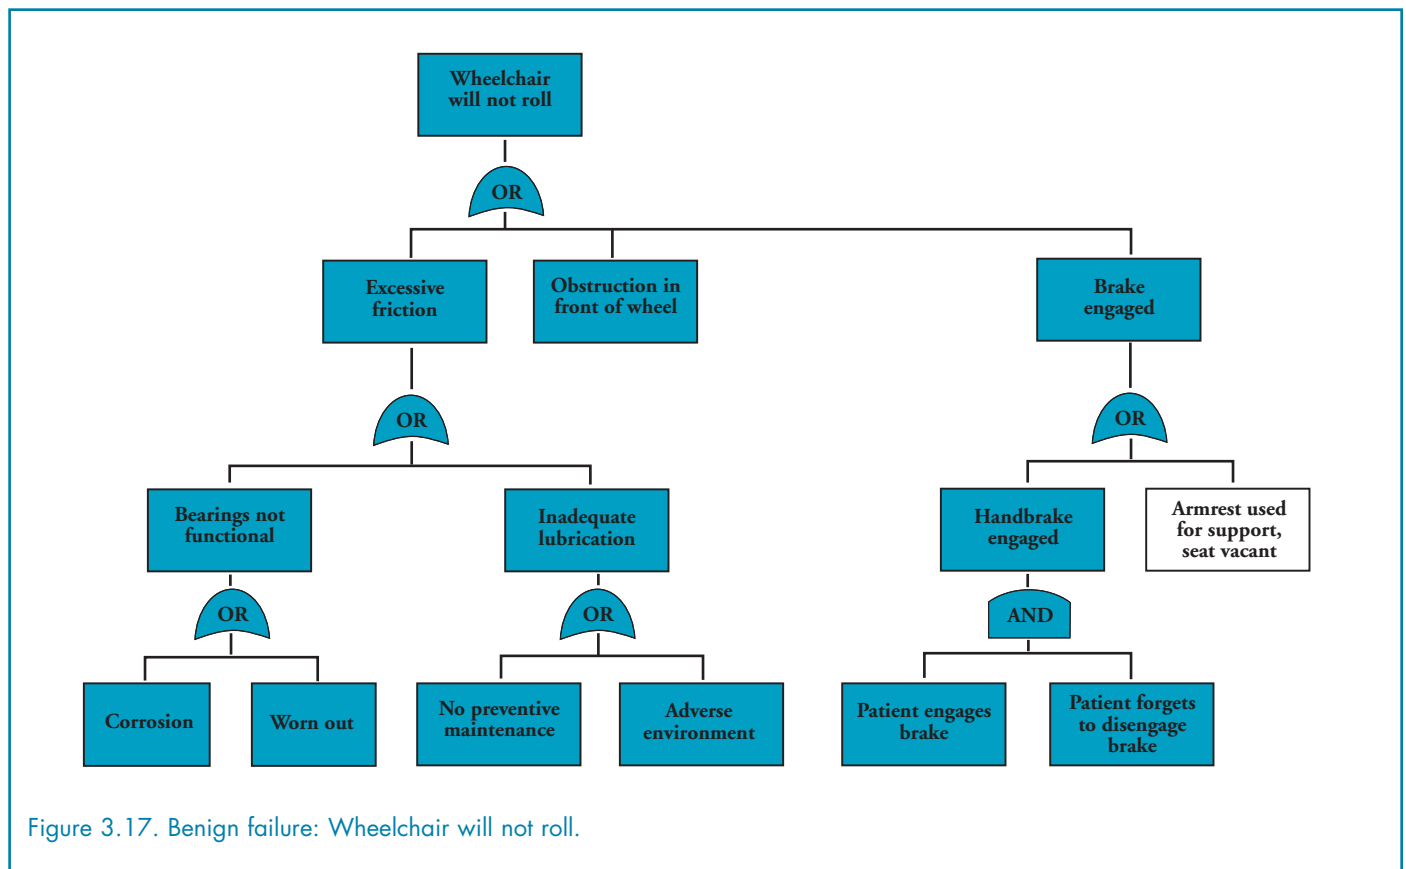 Wheelchair
will not roll
OR
Excessive
friction
Obstruction in
front of wheel
Brake
engaged
OR
OR
Bearings not
functional
Inadequate
lubrication
Handbrake
engaged
Armrest used
for support,
seat vacant
OR
OR
AND
Corrosion
Worn out
No preventive
maintenance
Adverse
environment
Patient engages
brake
Patient forgets
to disengage
brake
Figure 3.17. Benign failure: Wheelchair will not roll.